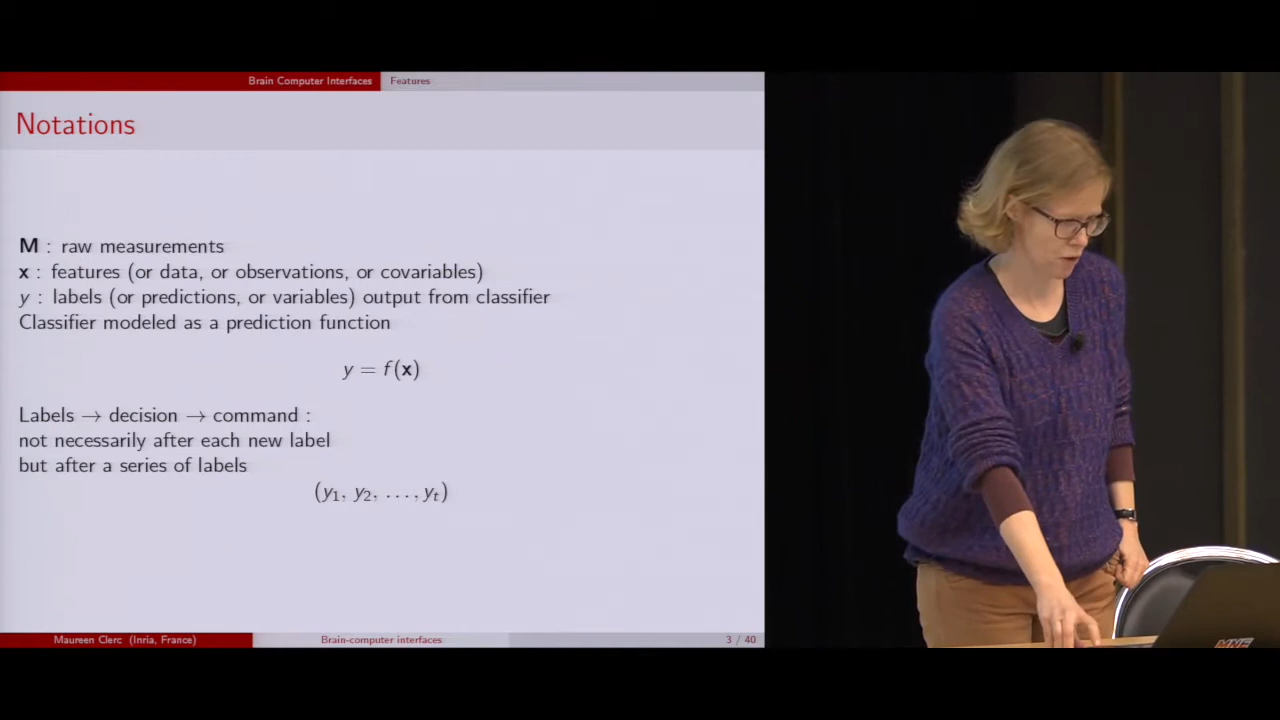 Brain Computer Interfaces Features
Notations
M : raw measurements
x : features (or data, or observations, or covariables)
y : labels (or predictions, or variables) output from classifier
Classifier modeled as a prediction function
y = f(x)
Labels → decision → command :
not necessarily after each new label
but after a series of labels
(y₁, y₂, . . . , yₜ)
Maureen Clerc (Inria, France) Brain-computer interfaces 3 / 40
MNE